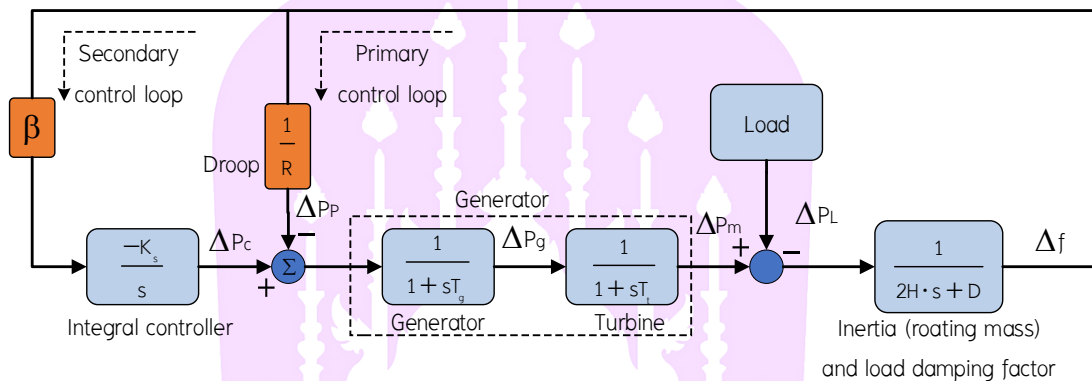 Secondary
control loop
Primary
control loop
β
1
R
Droop
Load
ΔPP
−
Generator
ΔPL
ΔPc
+
Σ
ΔPg
ΔPm
+
−
Δf
−Ks
s
1
1 + sTg
1
1 + sTt
1
2H· s + D
Integral controller
Generator
Turbine
Inertia (roating mass)
and load damping factor